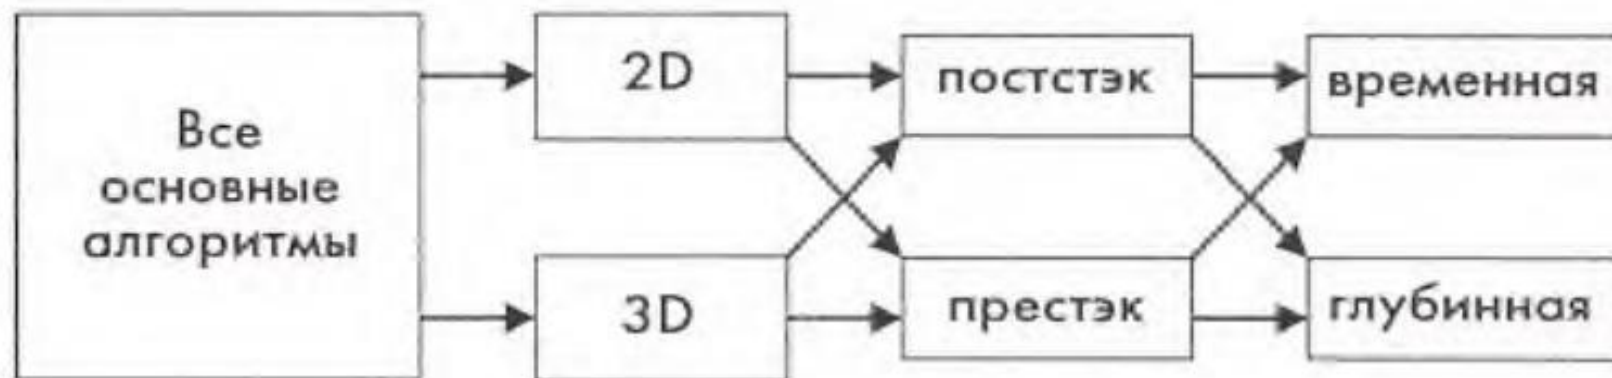 Все
основные
алгоритмы
2D
3D
постстэк
престэк
временная
глубинная